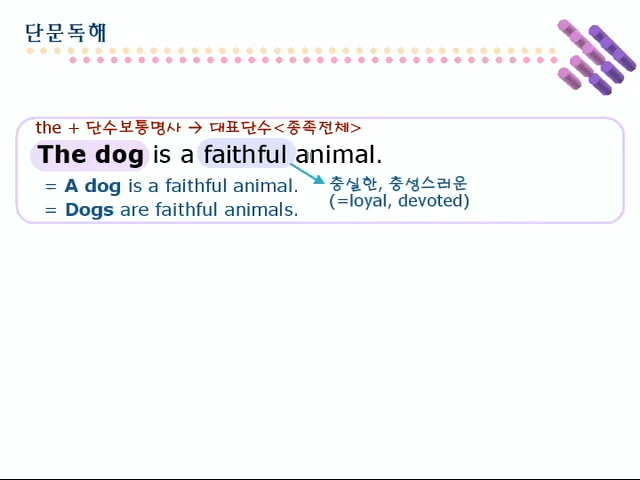 단문독해
the + 단수보통명사 → 대표단수<종족전체>
The dog is a faithful animal.
= A dog is a faithful animal.
= Dogs are faithful animals.
충실한, 충성스러운
(=loyal, devoted)